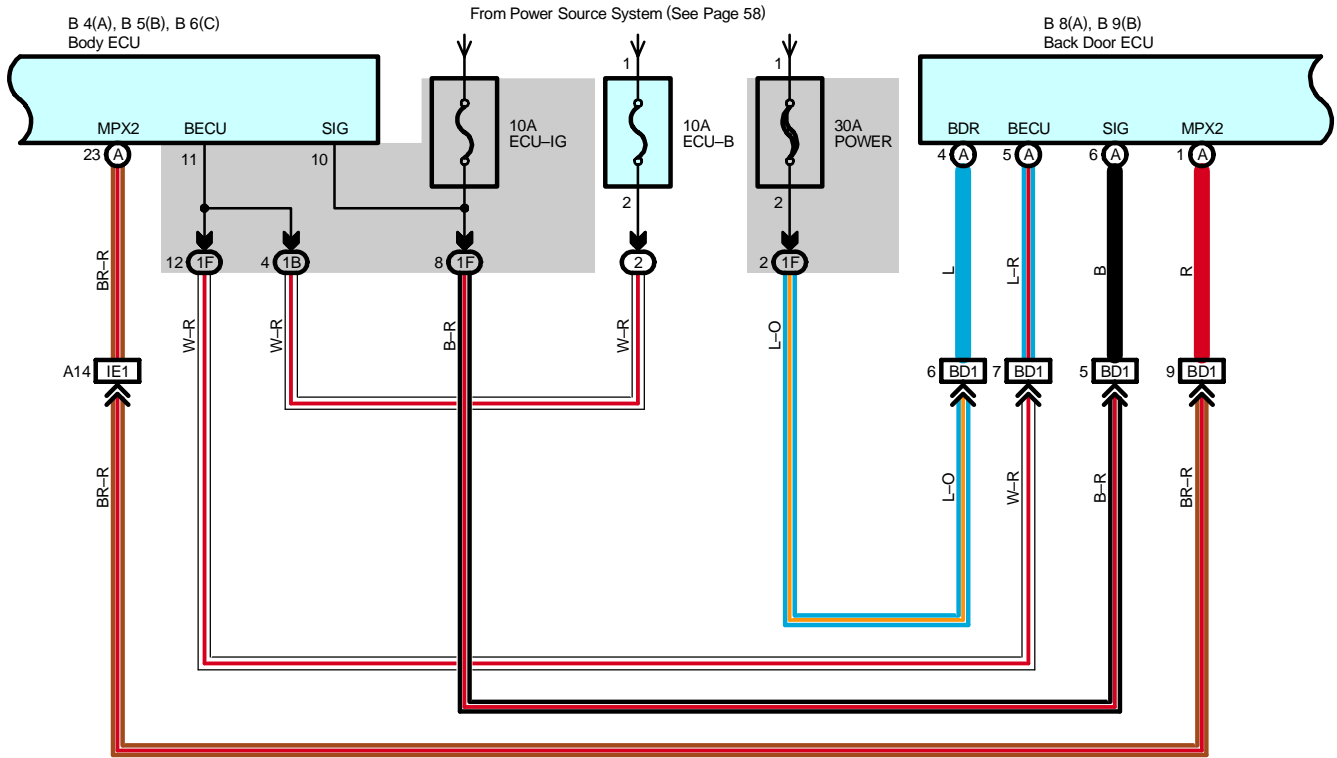 From Power Source System (See Page 58)
B 4(A), B 5(B), B 6(C)
Body ECU
B 8(A), B 9(B)
Back Door ECU
1
1
10A
ECU–IG
10A
ECU–B
30A
POWER
MPX2
BECU
SIG
BDR
BECU
SIG
MPX2
23
A
11
10
4
A
5
A
6
A
1
A
2
2
12
1F
4
1B
8
1F
2
2
1F
BR–R
W–R
W–R
B–R
W–R
L–O
L
L–R
B
R
A14
IE1
6
BD1
7
BD1
5
BD1
9
BD1
BR–R
L–O
W–R
B–R
BR–R